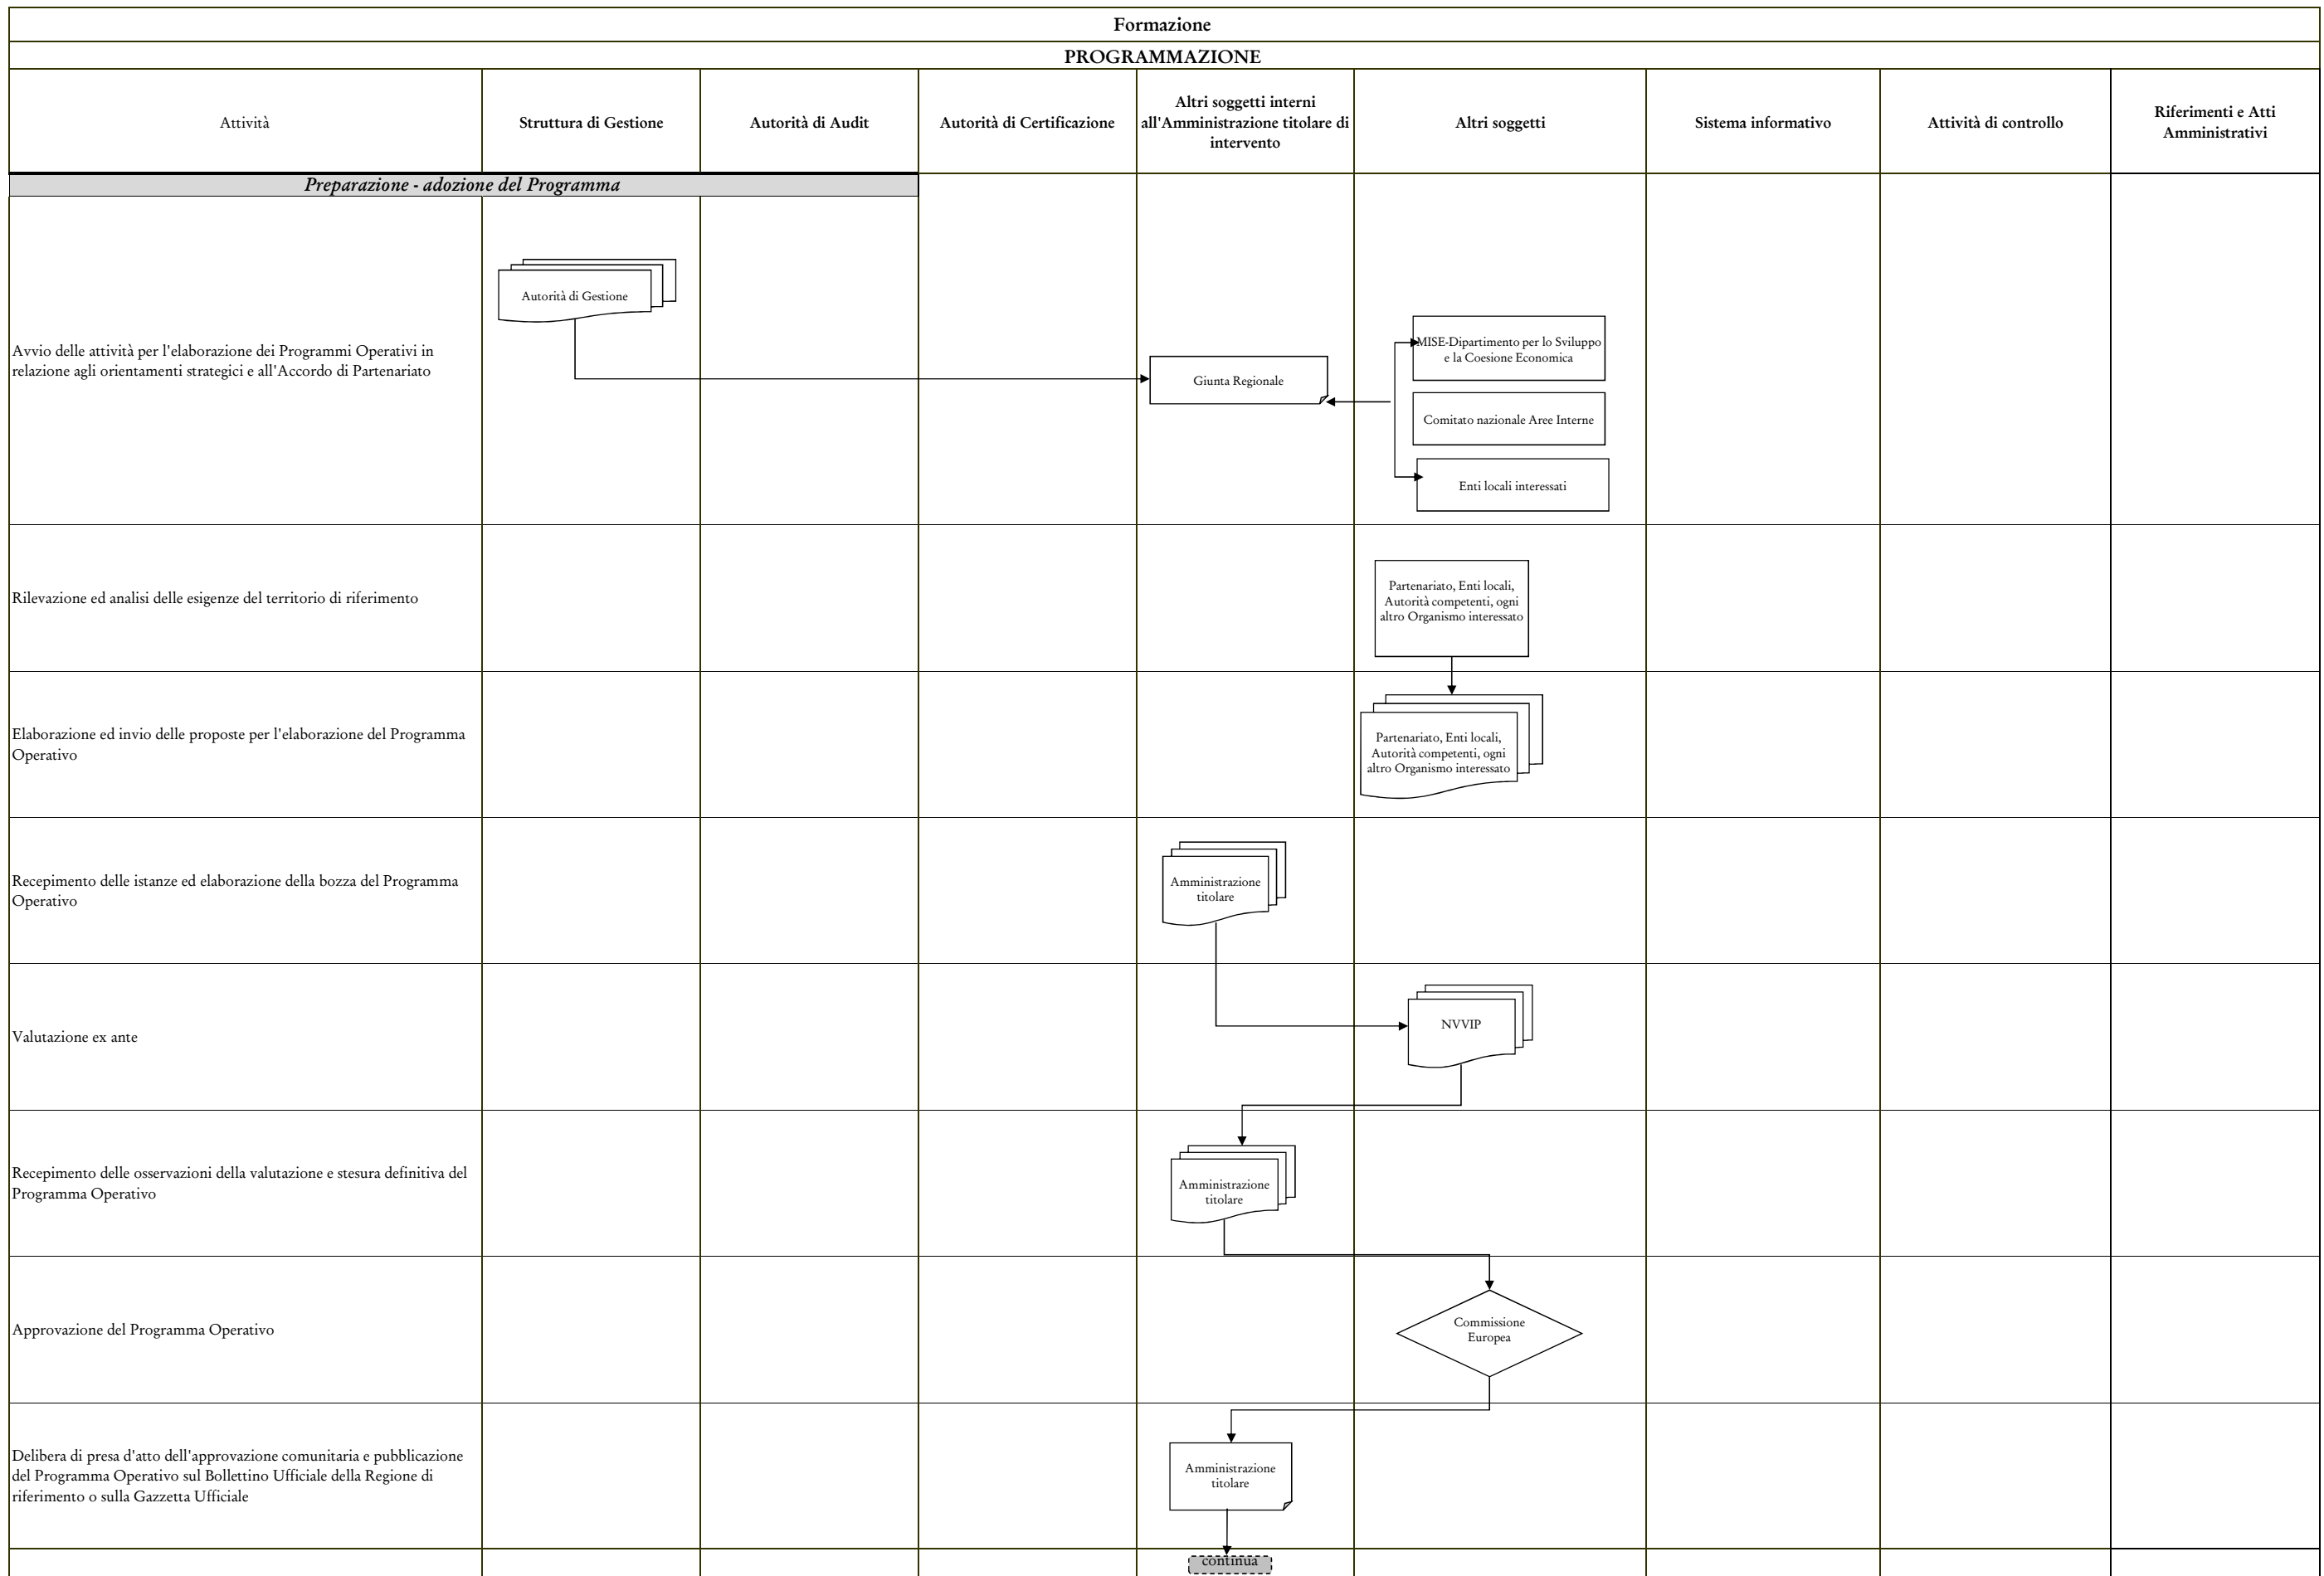 Formazione
PROGRAMMAZIONE
Attività
Struttura di Gestione
Autorità di Audit
Autorità di Certificazione
Altri soggetti interni
all'Amministrazione titolare di
intervento
Altri soggetti
Sistema informativo
Attività di controllo
Riferimenti e Atti
Amministrativi
Preparazione - adozione del Programma
Avvio delle attività per l'elaborazione dei Programmi Operativi in
relazione agli orientamenti strategici e all'Accordo di Partenariato
Autorità di Gestione
Giunta Regionale
MISE-Dipartimento per lo Sviluppo
e la Coesione Economica
Comitato nazionale Aree Interne
Enti locali interessati
Rilevazione ed analisi delle esigenze del territorio di riferimento
Partenariato, Enti locali,
Autorità competenti, ogni
altro Organismo interessato
Elaborazione ed invio delle proposte per l'elaborazione del Programma
Operativo
Partenariato, Enti locali,
Autorità competenti, ogni
altro Organismo interessato
Recepimento delle istanze ed elaborazione della bozza del Programma
Operativo
Amministrazione
titolare
Valutazione ex ante
NVVIP
Recepimento delle osservazioni della valutazione e stesura definitiva del
Programma Operativo
Amministrazione
titolare
Approvazione del Programma Operativo
Commissione
Europea
Delibera di presa d'atto dell'approvazione comunitaria e pubblicazione
del Programma Operativo sul Bollettino Ufficiale della Regione di
riferimento o sulla Gazzetta Ufficiale
Amministrazione
titolare
continua